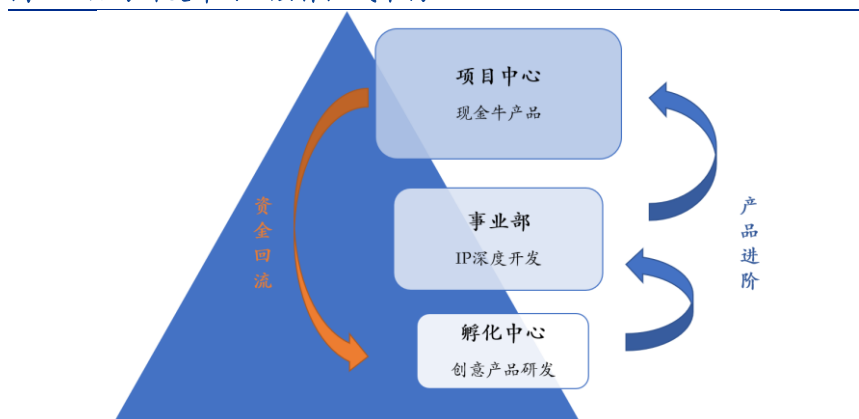 项目中心
现金牛产品
事业部
IP深度开发
孵化中心
创意产品研发
资金回流
产品进阶